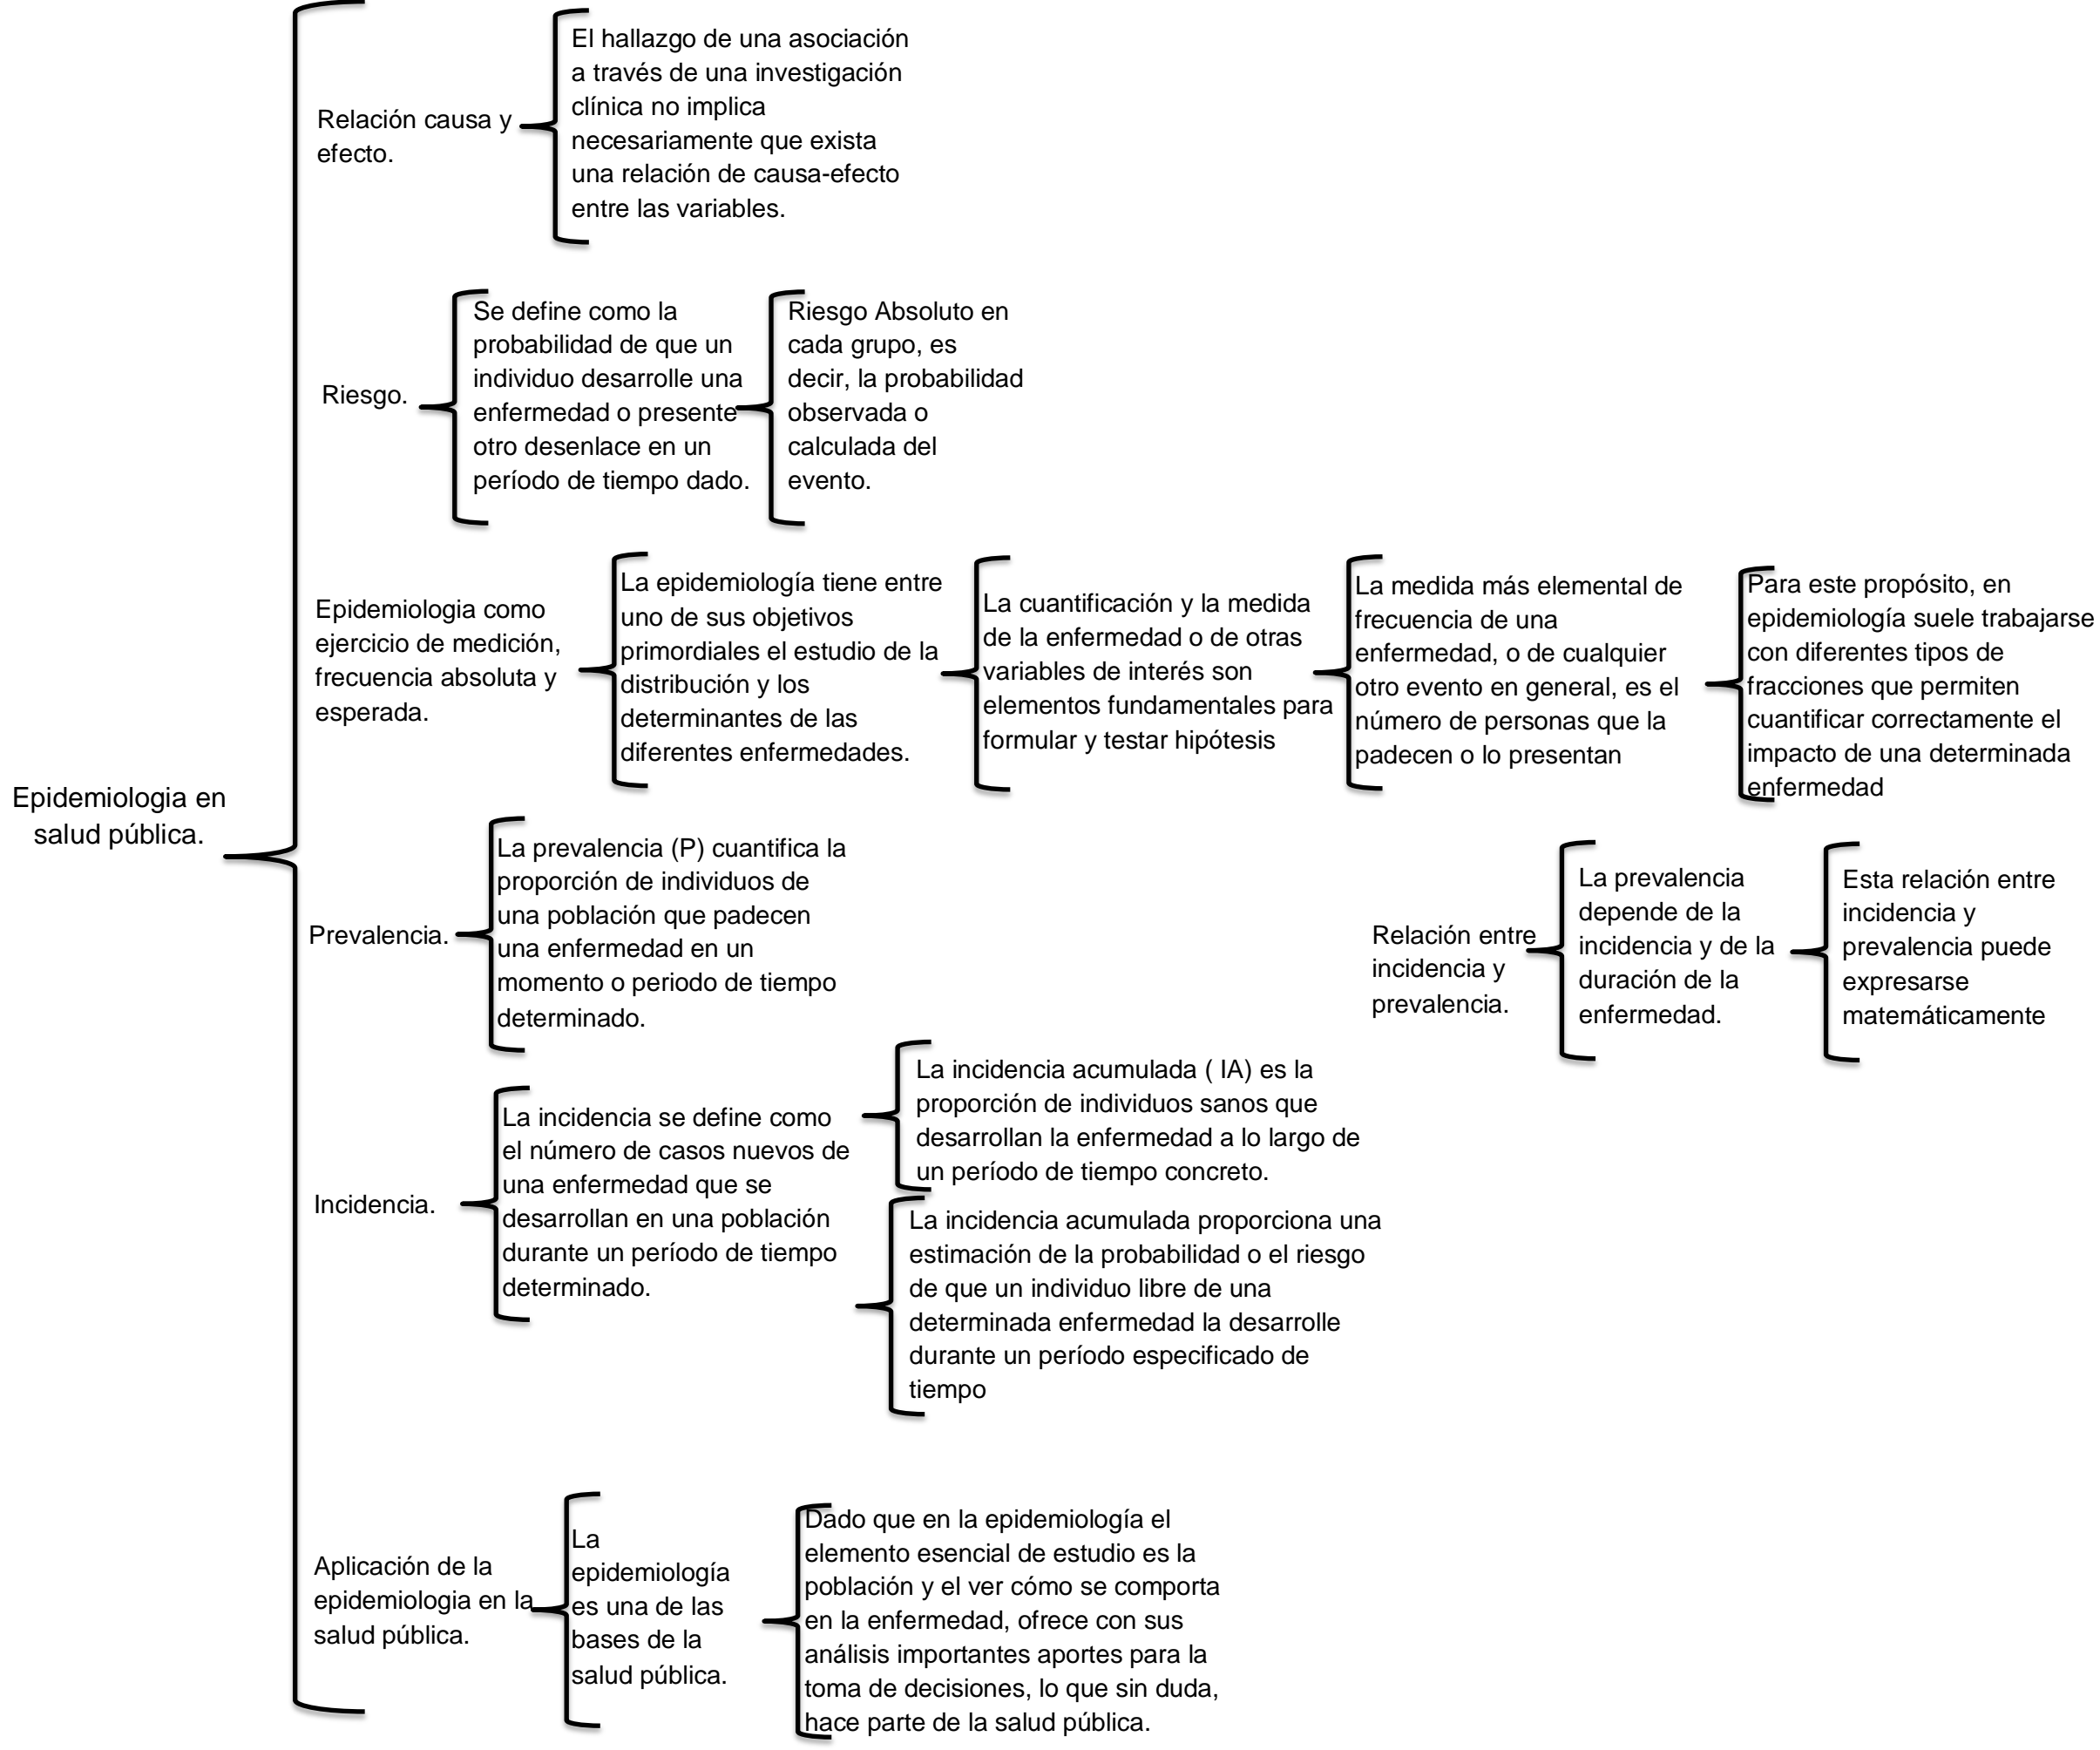 Epidemiologia en
salud pública.
Relación causa y
efecto.
El hallazgo de una asociación
a través de una investigación
clínica no implica
necesariamente que exista
una relación de causa-efecto
entre las variables.
Riesgo.
Se define como la
probabilidad de que un
individuo desarrolle una
enfermedad o presente
otro desenlace en un
período de tiempo dado.
Riesgo Absoluto en
cada grupo, es
decir, la probabilidad
observada o
calculada del
evento.
Epidemiologia como
ejercicio de medición,
frecuencia absoluta y
esperada.
La epidemiología tiene entre
uno de sus objetivos
primordiales el estudio de la
distribución y los
determinantes de las
diferentes enfermedades.
La cuantificación y la medida
de la enfermedad o de otras
variables de interés son
elementos fundamentales para
formular y testar hipótesis
La medida más elemental de
frecuencia de una
enfermedad, o de cualquier
otro evento en general, es el
número de personas que la
padecen o lo presentan
Para este propósito, en
epidemiología suele trabajarse
con diferentes tipos de
fracciones que permiten
cuantificar correctamente el
impacto de una determinada
enfermedad
Prevalencia.
La prevalencia (P) cuantifica la
proporción de individuos de
una población que padecen
una enfermedad en un
momento o periodo de tiempo
determinado.
Relación entre
incidencia y
prevalencia.
La prevalencia
depende de la
incidencia y de la
duración de la
enfermedad.
Esta relación entre
incidencia y
prevalencia puede
expresarse
matemáticamente
Incidencia.
La incidencia se define como
el número de casos nuevos de
una enfermedad que se
desarrollan en una población
durante un período de tiempo
determinado.
La incidencia acumulada ( IA) es la
proporción de individuos sanos que
desarrollan la enfermedad a lo largo de
un período de tiempo concreto.
La incidencia acumulada proporciona una
estimación de la probabilidad o el riesgo
de que un individuo libre de una
determinada enfermedad la desarrolle
durante un período especificado de
tiempo
Aplicación de la
epidemiologia en la
salud pública.
La
epidemiología
es una de las
bases de la
salud pública.
Dado que en la epidemiología el
elemento esencial de estudio es la
población y el ver cómo se comporta
en la enfermedad, ofrece con sus
análisis importantes aportes para la
toma de decisiones, lo que sin duda,
hace parte de la salud pública.